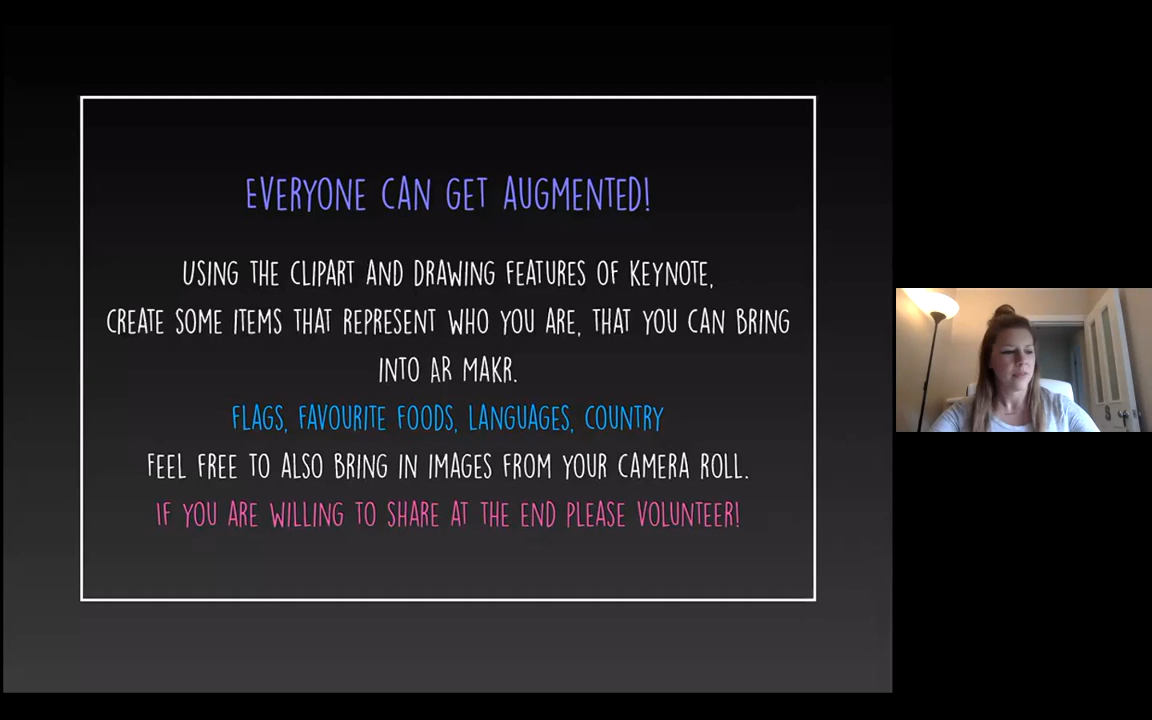 EVERYONE CAN GET AUGMENTED!
USING THE CLIPART AND DRAWING FEATURES OF KEYNOTE,
CREATE SOME ITEMS THAT REPRESENT WHO YOU ARE, THAT YOU CAN BRING
INTO AR MAKR.
FLAGS, FAVOURITE FOODS, LANGUAGES, COUNTRY
FEEL FREE TO ALSO BRING IN IMAGES FROM YOUR CAMERA ROLL.
IF YOU ARE WILLING TO SHARE AT THE END PLEASE VOLUNTEER!